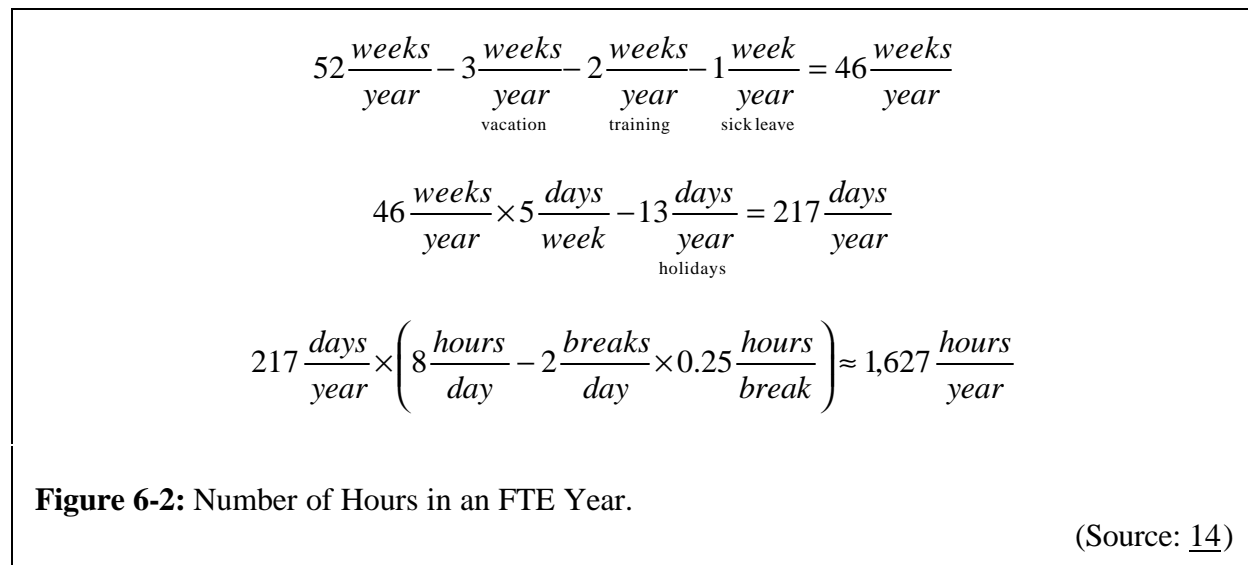 52 weeks/year − 3 weeks/year − 2 weeks/year − 1 week/year = 46 weeks/year
vacation training sick leave
46 weeks/year × 5 days/week − 13 days/year = 217 days/year
holidays
217 days/year × (8 hours/day − 2 breaks/day × 0.25 hours/break) ≈ 1,627 hours/year
Figure 6-2: Number of Hours in an FTE Year.
(Source: 14)